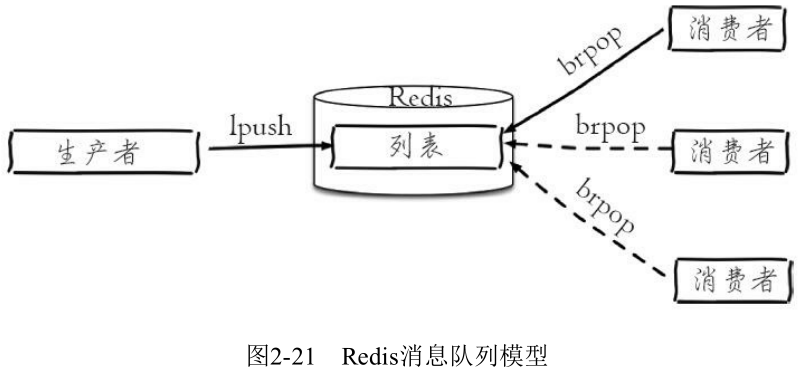 消费者
brpop
Redis
lpush
brpop
生产者
列表
消费者
brpop
消费者
图2-21 Redis消息队列模型